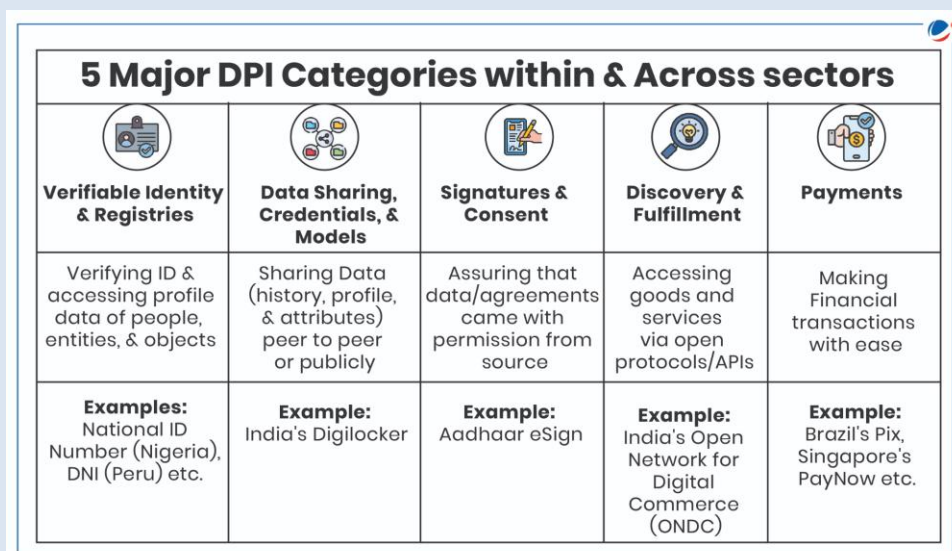 5 Major DPI Categories within & Across sectors
Verifiable Identity
& Registries
Data Sharing,
Credentials, &
Models
Signatures &
Consent
Discovery &
Fulfillment
Payments
Verifying ID &
accessing profile
data of people,
entities, & objects
Sharing Data
(history, profile,
& attributes)
peer to peer
or publicly
Assuring that
data/agreements
came with
permission from
source
Accessing
goods and
services
via open
protocols/APIs
Making
Financial
transactions
with ease
Examples:
National ID
Number (Nigeria),
DNI (Peru) etc.
Example:
India's Digilocker
Example:
Aadhaar eSign
Example:
India's Open
Network for
Digital
Commerce
(ONDC)
Example:
Brazil's Pix,
Singapore's
PayNow etc.